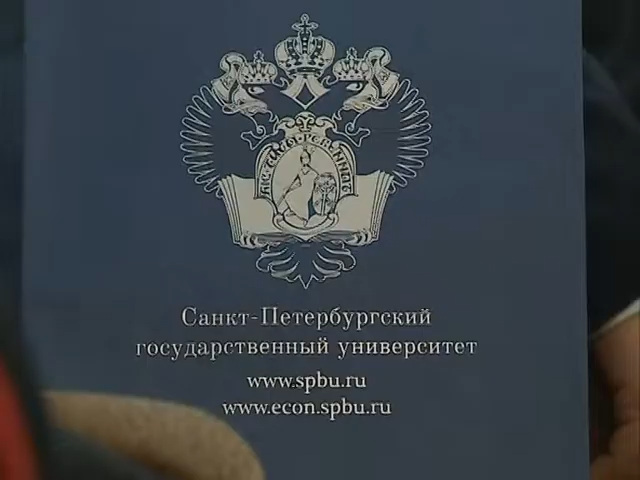 Санкт-Петербургский
государственный университет
www.spbu.ru
www.econ.spbu.ru